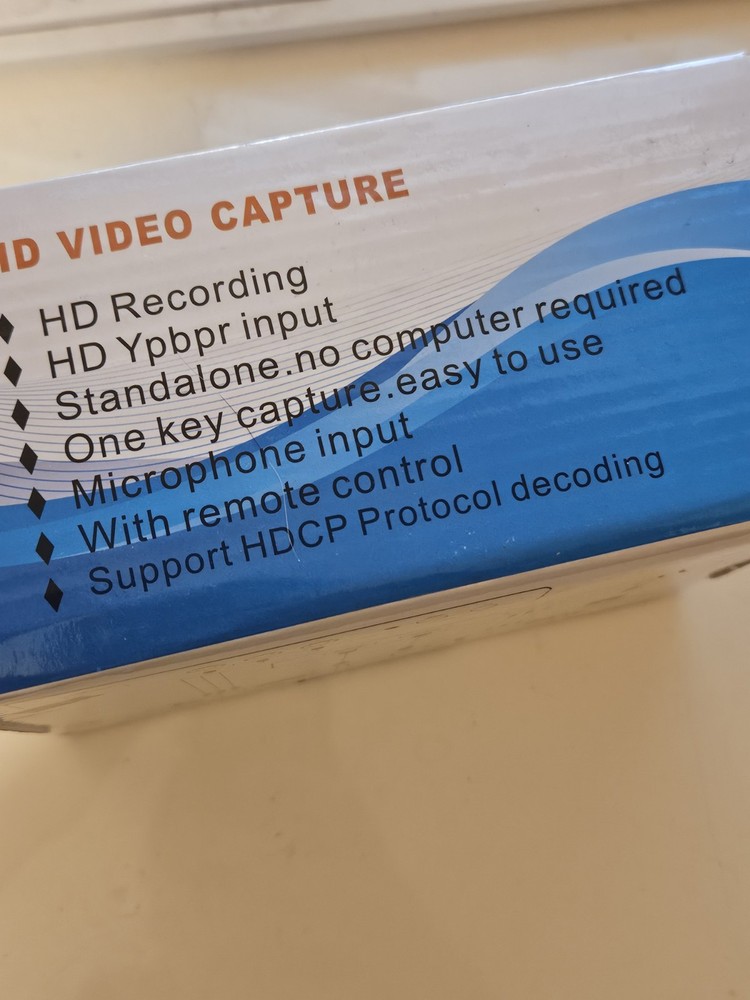 HD VIDEO CAPTURE
♦ HD Recording
♦ HD Ypbpr input
♦ Standalone.no computer required
♦ One key capture.easy to use
♦ Microphone input
♦ With remote control
♦ Support HDCP Protocol decoding